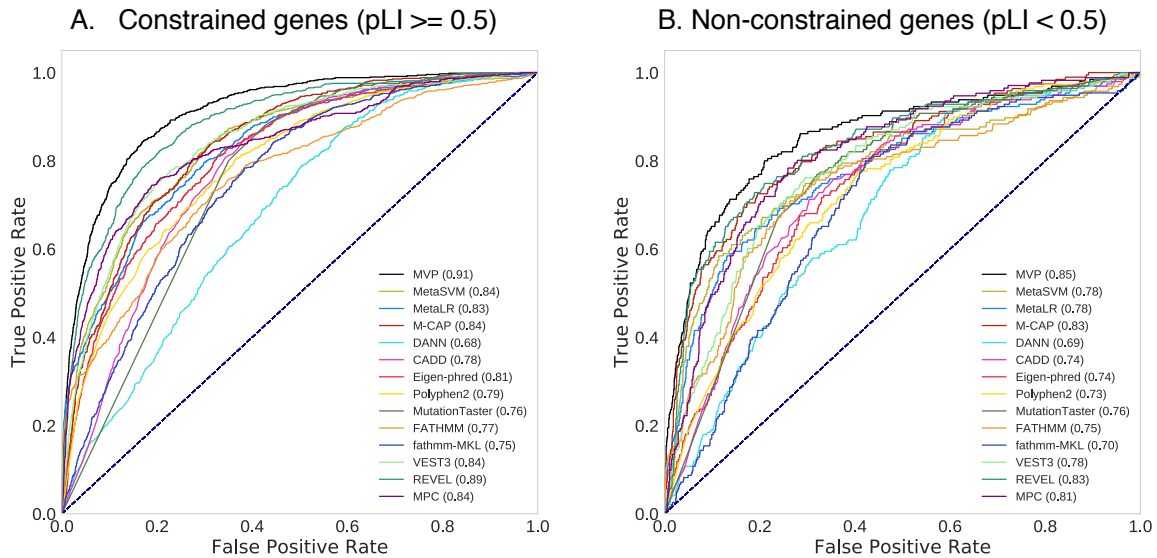 A. Constrained genes (pLI >= 0.5)
1.0
0.8
0.6
0.4
0.2
0.0
True Positive Rate
MVP (0.91)
MetaSVM (0.84)
MetaLR (0.83)
M-CAP (0.84)
DANN (0.68)
CADD (0.78)
Eigen-phred (0.81)
Polyphen2 (0.79)
MutationTaster (0.76)
FATHMM (0.77)
fathmm-MKL (0.75)
VEST3 (0.84)
REVEL (0.89)
MPC (0.84)
0.0 0.2 0.4 0.6 0.8 1.0
False Positive Rate
B. Non-constrained genes (pLI < 0.5)
1.0
0.8
0.6
0.4
0.2
0.0
True Positive Rate
MVP (0.85)
MetaSVM (0.78)
MetaLR (0.78)
M-CAP (0.83)
DANN (0.69)
CADD (0.74)
Eigen-phred (0.74)
Polyphen2 (0.73)
MutationTaster (0.76)
FATHMM (0.75)
fathmm-MKL (0.70)
VEST3 (0.78)
REVEL (0.83)
MPC (0.81)
0.0 0.2 0.4 0.6 0.8 1.0
False Positive Rate